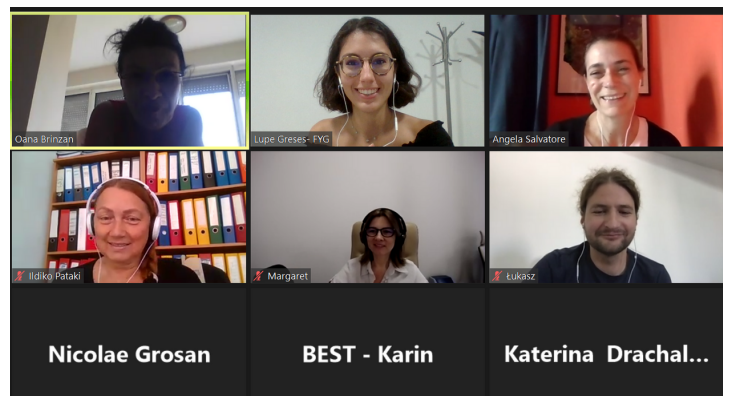 Oana Brinzan
Lupe Greses- FYG
Angela Salvatore
Ildiko Pataki
Margaret
Łukasz
Nicolae Grosan
BEST - Karin
Katerina Drachal...